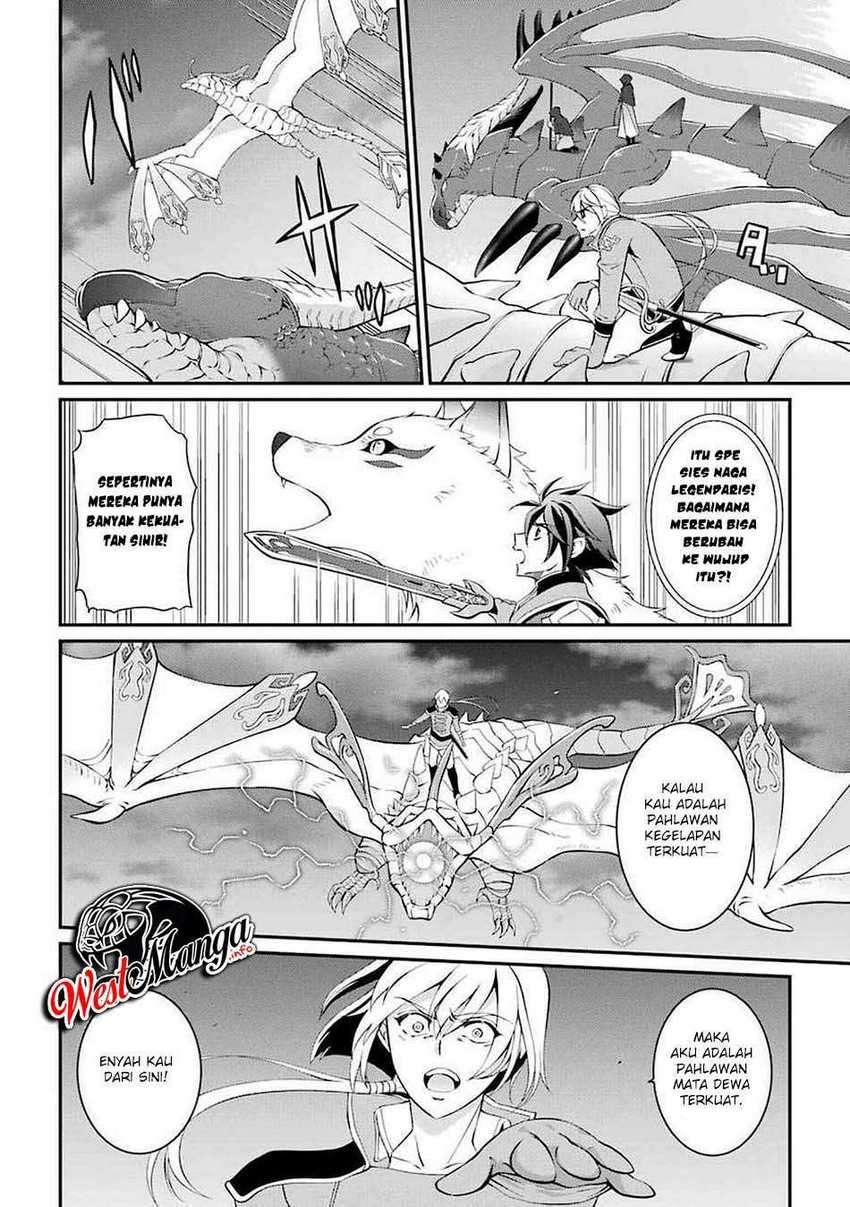 ダッ
ITU SPE
SIES NAGA
LEGENDARIS!
BAGAIMANA
MEREKA BISA
BERUBAH
KE WUJUD
ITU?!
SEPERTINYA
MEREKA PUNYA
BANYAK KEKUA-
TAN SIHIR!
KALAU
KAU ADALAH
PAHLAWAN
KEGELAPAN
TERKUAT—
WestManga
.info
MAKA
AKU ADALAH
PAHLAWAN
MATA DEWA
TERKUAT.
ENYAH KAU
DARI SINI!